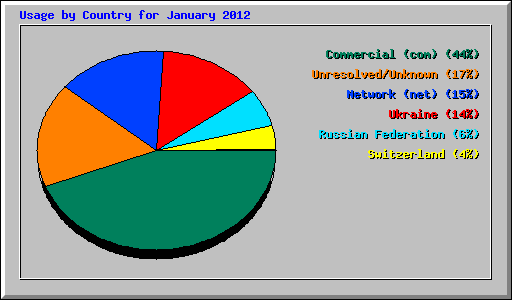 Usage by Country for January 2012
Commercial (com) (44%)
Unresolved/Unknown (17%)
Network (net) (15%)
Ukraine (14%)
Russian Federation (6%)
Switzerland (4%)